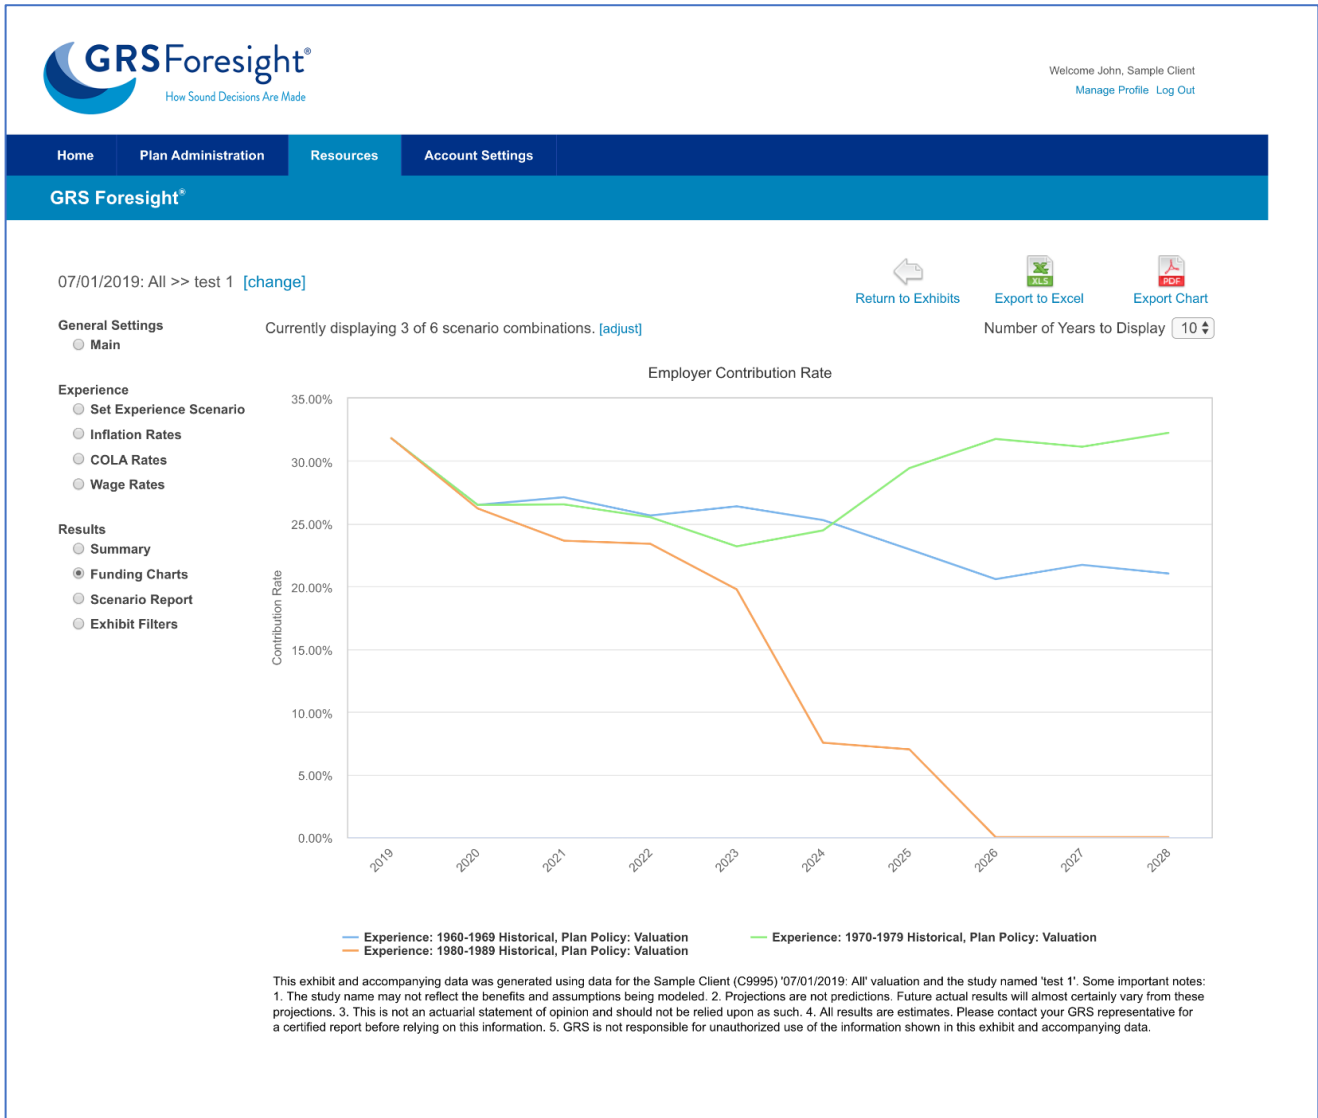 GRSForesight®
How Sound Decisions Are Made
Welcome John, Sample Client
Manage Profile Log Out
Home Plan Administration Resources Account Settings
GRS Foresight®
07/01/2019: All >> test 1 [change]
XLS
PDF
Return to Exhibits Export to Excel Export Chart
General Settings
Main
Experience
Set Experience Scenario
Inflation Rates
COLA Rates
Wage Rates
Results
Summary
Funding Charts
Scenario Report
Exhibit Filters
Currently displaying 3 of 6 scenario combinations. [adjust]
Number of Years to Display 10
Employer Contribution Rate
Contribution Rate
35.00%
30.00%
25.00%
20.00%
15.00%
10.00%
5.00%
0.00%
2019 2020 2021 2022 2023 2024 2025 2026 2027 2028
Experience: 1960-1969 Historical, Plan Policy: Valuation
Experience: 1970-1979 Historical, Plan Policy: Valuation
Experience: 1980-1989 Historical, Plan Policy: Valuation
This exhibit and accompanying data was generated using data for the Sample Client (C9995) '07/01/2019: All' valuation and the study named 'test 1'. Some important notes:
1. The study name may not reflect the benefits and assumptions being modeled. 2. Projections are not predictions. Future actual results will almost certainly vary from these
projections. 3. This is not an actuarial statement of opinion and should not be relied upon as such. 4. All results are estimates. Please contact your GRS representative for
a certified report before relying on this information. 5. GRS is not responsible for unauthorized use of the information shown in this exhibit and accompanying data.